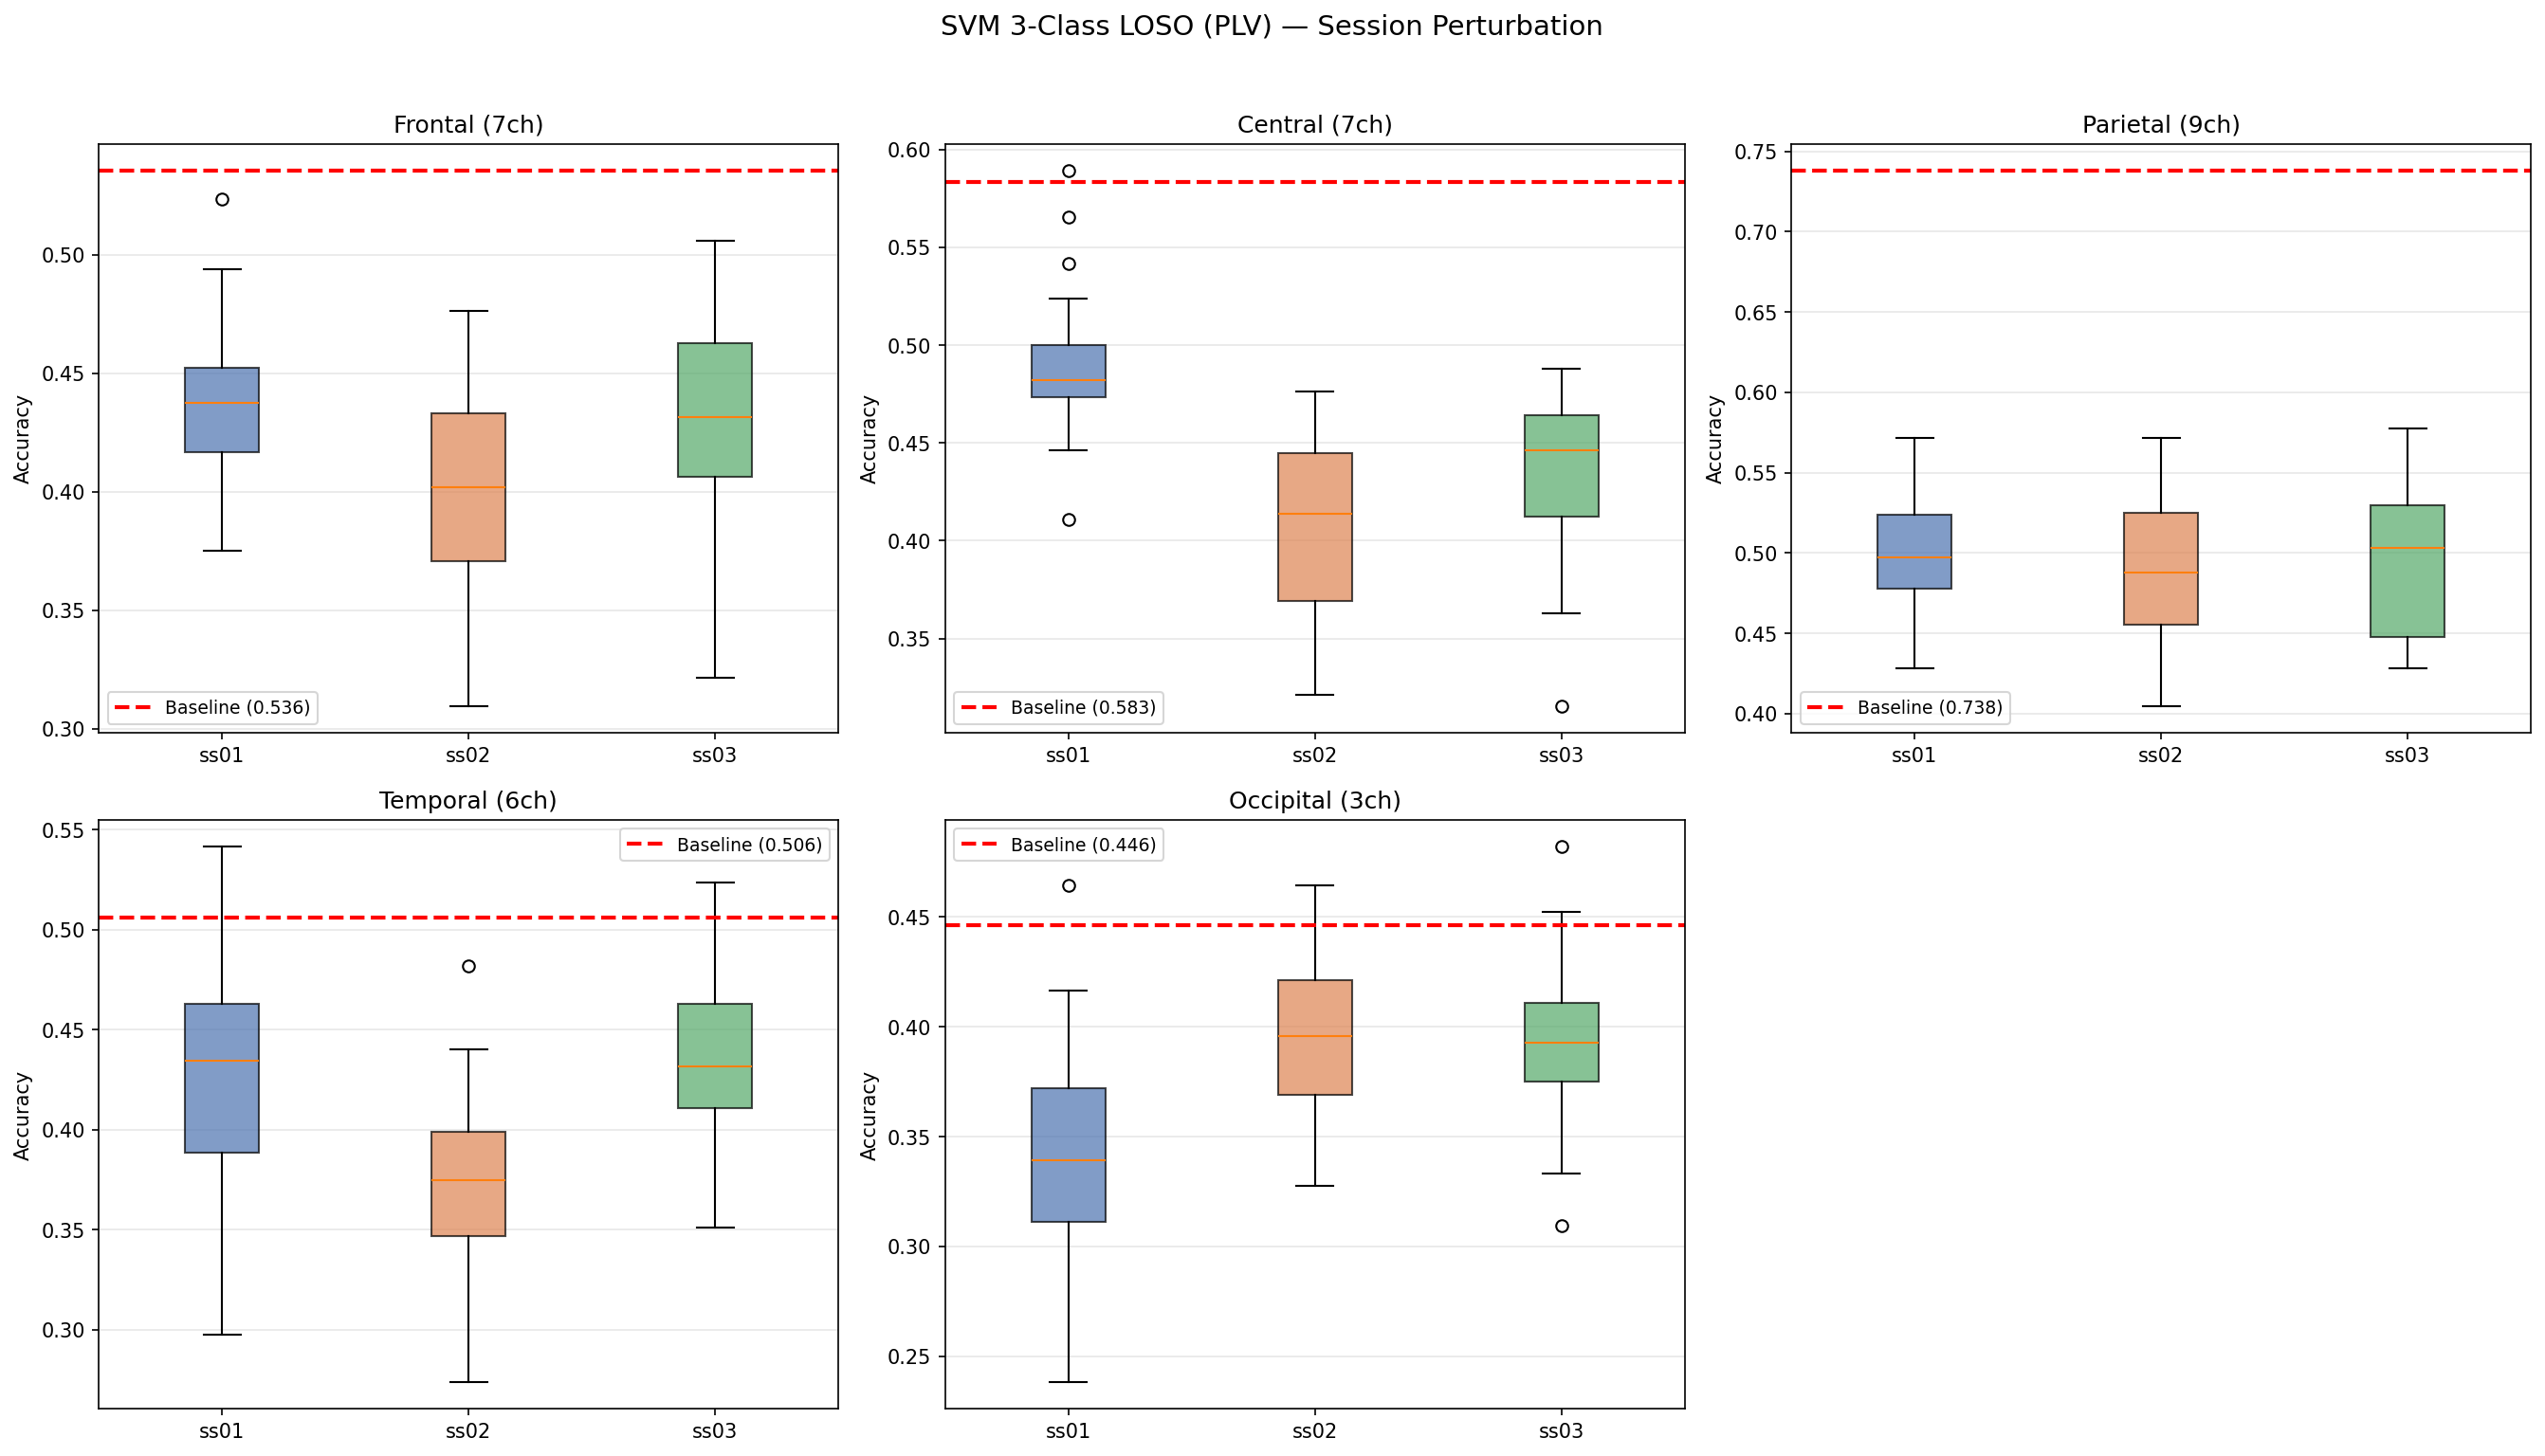 SVM 3-Class LOSO (PLV) — Session Perturbation
Frontal (7ch)
Accuracy
0.50
0.45
0.40
0.35
0.30
Baseline (0.536)
ss01 ss02 ss03
Central (7ch)
Accuracy
0.60
0.55
0.50
0.45
0.40
0.35
Baseline (0.583)
ss01 ss02 ss03
Parietal (9ch)
Accuracy
0.75
0.70
0.65
0.60
0.55
0.50
0.45
0.40
Baseline (0.738)
ss01 ss02 ss03
Temporal (6ch)
Accuracy
0.55
0.50
0.45
0.40
0.35
0.30
Baseline (0.506)
ss01 ss02 ss03
Occipital (3ch)
Accuracy
Baseline (0.446)
0.45
0.40
0.35
0.30
0.25
ss01 ss02 ss03